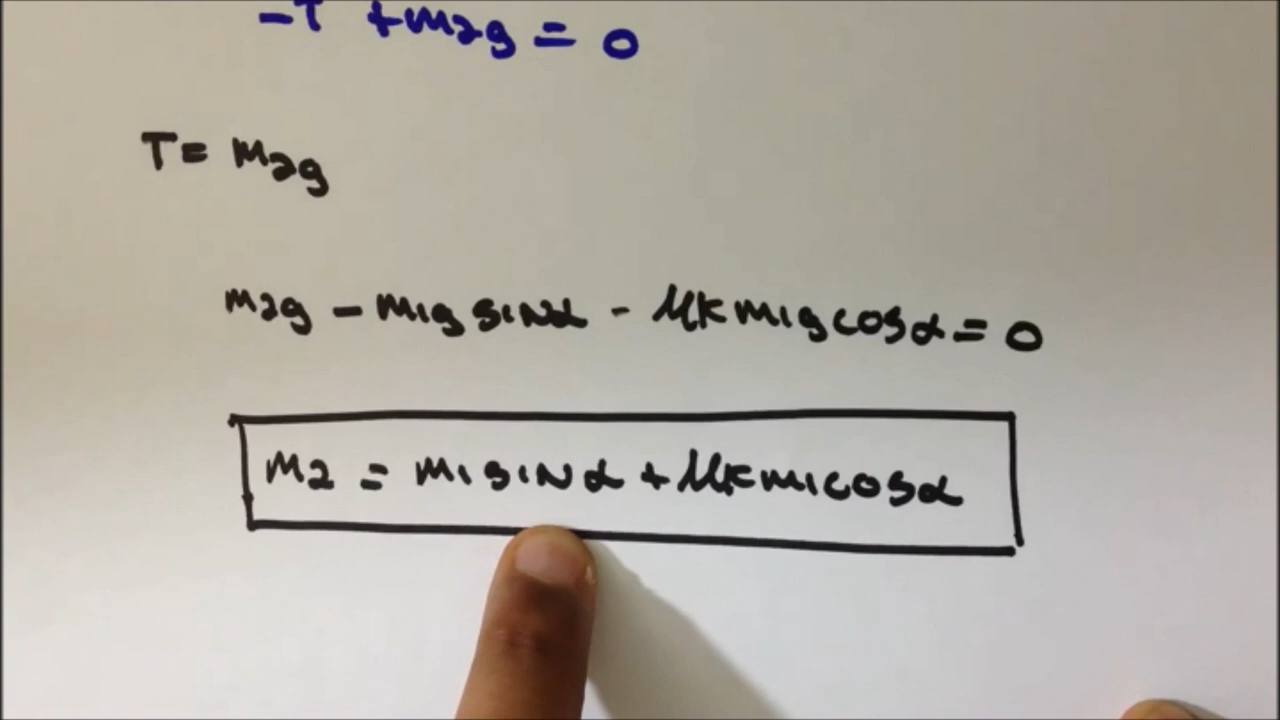 -T +m2g = 0
T= m2g
m2g - m1g sinα - μk m1g cosα = 0
m2 = m1 sinα + μk m1 cosα